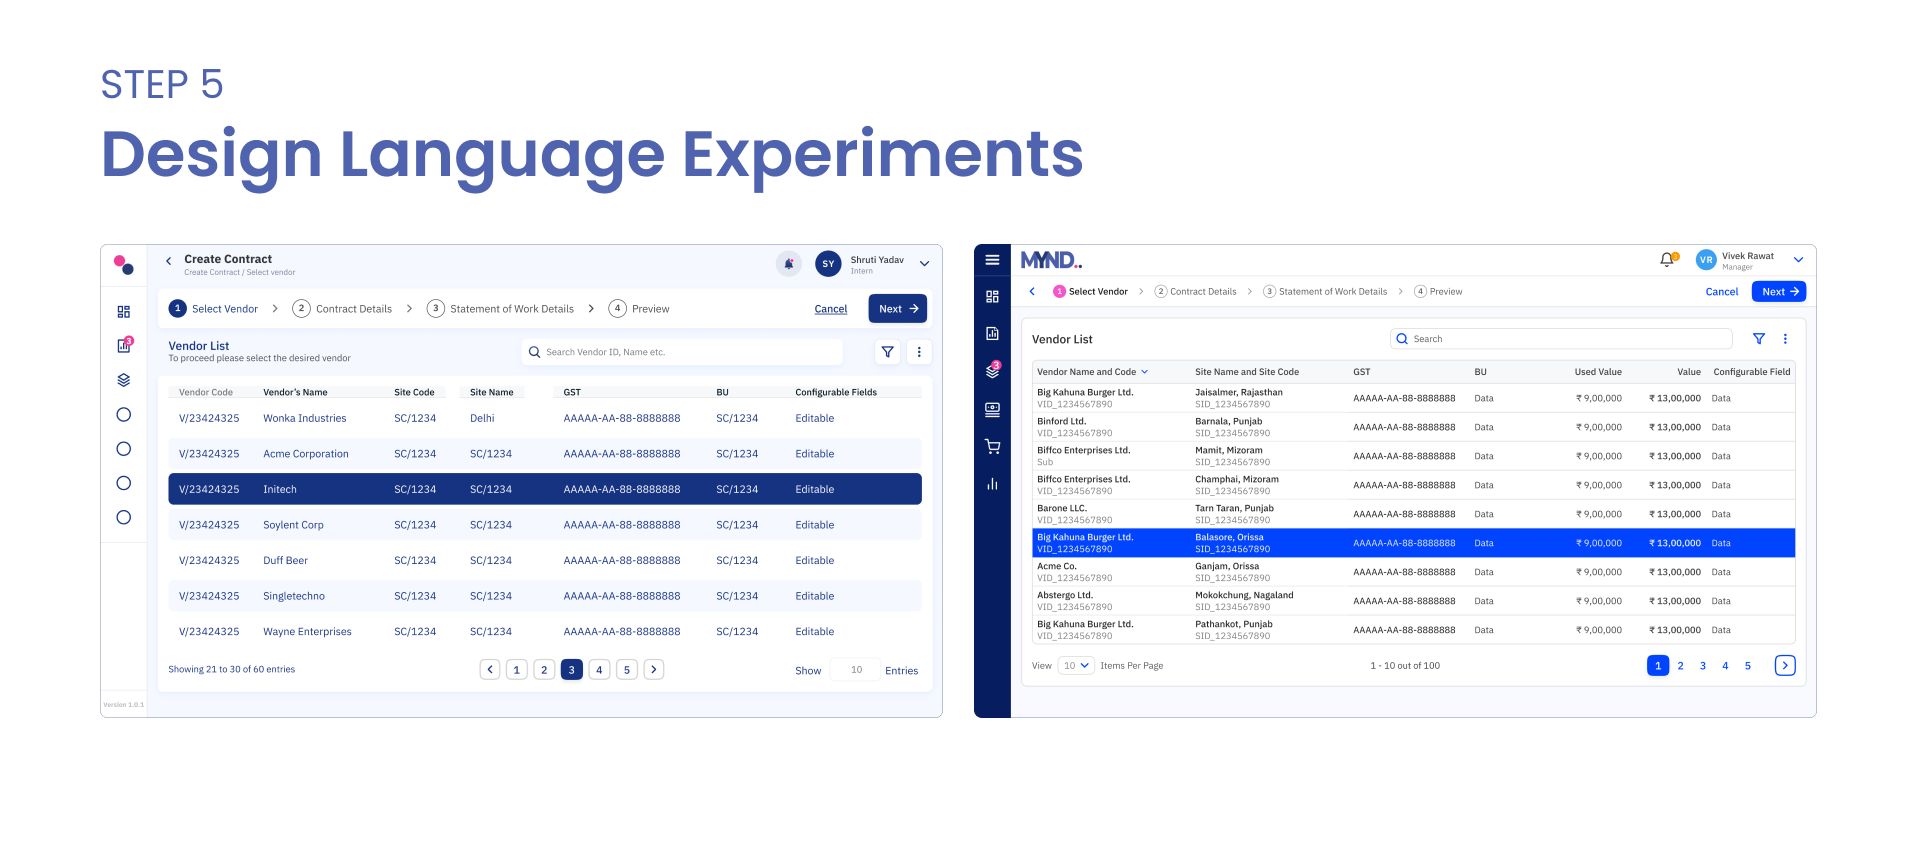 STEP 5
Design Language Experiments
Create Contract
Create Contract / Select vendor
SY
Shruti Yadav
Intern
1 Select Vendor
2 Contract Details
3 Statement of Work Details
4 Preview
Cancel
Next
3
Vendor List
To proceed please select the desired vendor
Search Vendor ID, Name etc.
Vendor Code Vendor's Name Site Code Site Name GST BU Configurable Fields
V/23424325 Wonka Industries SC/1234 Delhi AAAAA-AA-88-8888888 SC/1234 Editable
V/23424325 Acme Corporation SC/1234 SC/1234 AAAAA-AA-88-8888888 SC/1234 Editable
V/23424325 Initech SC/1234 SC/1234 AAAAA-AA-88-8888888 SC/1234 Editable
V/23424325 Soylent Corp SC/1234 SC/1234 AAAAA-AA-88-8888888 SC/1234 Editable
V/23424325 Duff Beer SC/1234 SC/1234 AAAAA-AA-88-8888888 SC/1234 Editable
V/23424325 Singletechno SC/1234 SC/1234 AAAAA-AA-88-8888888 SC/1234 Editable
V/23424325 Wayne Enterprises SC/1234 SC/1234 AAAAA-AA-88-8888888 SC/1234 Editable
Showing 21 to 30 of 60 entries
1 2 3 4 5
Show 10 Entries
Version 1.0.1
MYND..
VR
Vivek Rawat
Manager
1 Select Vendor
2 Contract Details
3 Statement of Work Details
4 Preview
Cancel
Next
3
Vendor List
Search
Vendor Name and Code Site Name and Site Code GST BU Used Value Value Configurable Field
Big Kahuna Burger Ltd. Jaisalmer, Rajasthan AAAAA-AA-88-8888888 Data ₹ 9,00,000 ₹ 13,00,000 Data
VID_1234567890 SID_1234567890
Binford Ltd. Barnala, Punjab AAAAA-AA-88-8888888 Data ₹ 9,00,000 ₹ 13,00,000 Data
VID_1234567890 SID_1234567890
Biffco Enterprises Ltd. Mamit, Mizoram AAAAA-AA-88-8888888 Data ₹ 9,00,000 ₹ 13,00,000 Data
Sub SID_1234567890
Biffco Enterprises Ltd. Champhai, Mizoram AAAAA-AA-88-8888888 Data ₹ 9,00,000 ₹ 13,00,000 Data
VID_1234567890 SID_1234567890
Barone LLC. Tarn Taran, Punjab AAAAA-AA-88-8888888 Data ₹ 9,00,000 ₹ 13,00,000 Data
VID_1234567890 SID_1234567890
Big Kahuna Burger Ltd. Balasore, Orissa AAAAA-AA-88-8888888 Data ₹ 9,00,000 ₹ 13,00,000 Data
VID_1234567890 SID_1234567890
Acme Co. Ganjam, Orissa AAAAA-AA-88-8888888 Data ₹ 9,00,000 ₹ 13,00,000 Data
VID_1234567890 SID_1234567890
Abstergo Ltd. Mokokchung, Nagaland AAAAA-AA-88-8888888 Data ₹ 9,00,000 ₹ 13,00,000 Data
VID_1234567890 SID_1234567890
Big Kahuna Burger Ltd. Pathankot, Punjab AAAAA-AA-88-8888888 Data ₹ 9,00,000 ₹ 13,00,000 Data
VID_1234567890 SID_1234567890
View 10 Items Per Page
1 - 10 out of 100
1 2 3 4 5